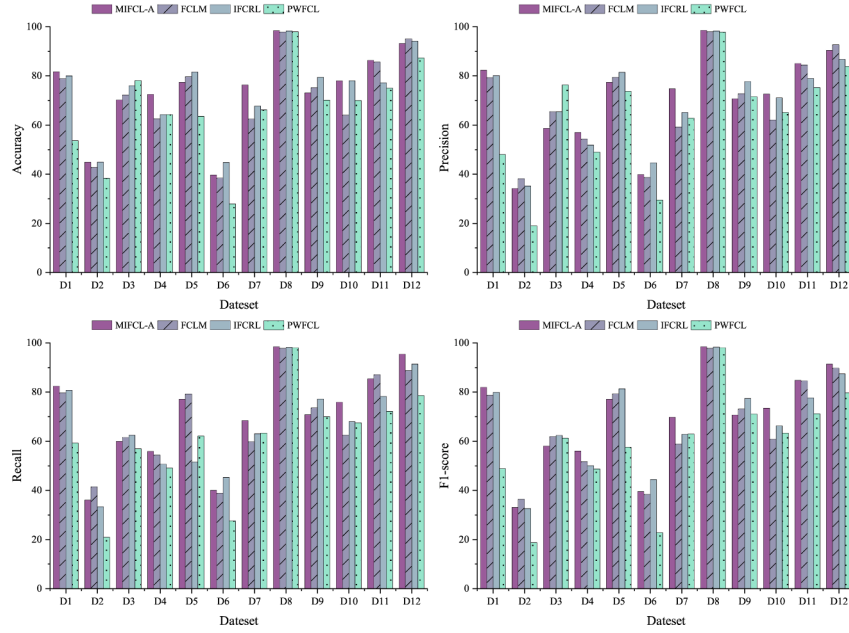 MIFCL-A FCLM IFCRL PWFCL
100
80
60
40
20
0
Accuracy
D1 D2 D3 D4 D5 D6 D7 D8 D9 D10 D11 D12
Dateset
MIFCL-A FCLM IFCRL PWFCL
100
80
60
40
20
0
Precision
D1 D2 D3 D4 D5 D6 D7 D8 D9 D10 D11 D12
Dateset
MIFCL-A FCLM IFCRL PWFCL
100
80
60
40
20
0
Recall
D1 D2 D3 D4 D5 D6 D7 D8 D9 D10 D11 D12
Dateset
MIFCL-A FCLM IFCRL PWFCL
100
80
60
40
20
0
F1-score
D1 D2 D3 D4 D5 D6 D7 D8 D9 D10 D11 D12
Dateset